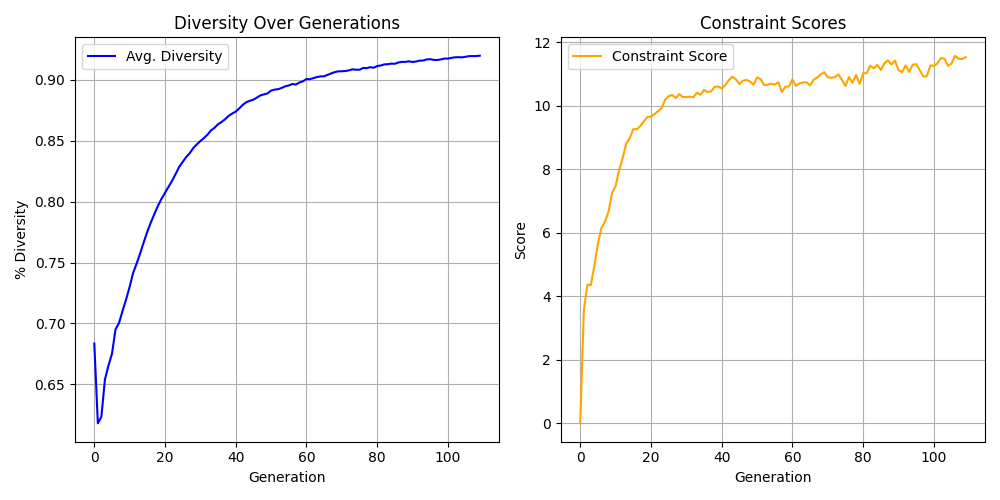 Diversity Over Generations
Avg. Diversity
% Diversity
0.90
0.85
0.80
0.75
0.70
0.65
0 20 40 60 80 100
Generation
Constraint Scores
Constraint Score
Score
12
10
8
6
4
2
0
0 20 40 60 80 100
Generation